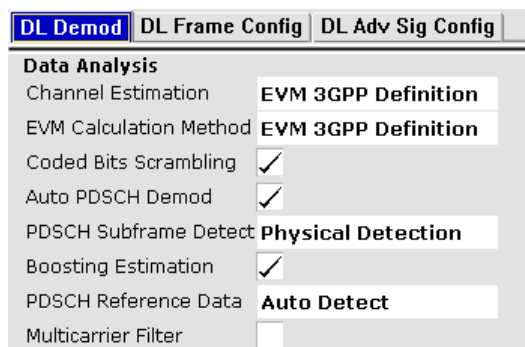 DL Demod DL Frame Config DL Adv Sig Config
Data Analysis
Channel Estimation EVM 3GPP Definition
EVM Calculation Method EVM 3GPP Definition
Coded Bits Scrambling
Auto PDSCH Demod
PDSCH Subframe Detect Physical Detection
Boosting Estimation
PDSCH Reference Data Auto Detect
Multicarrier Filter